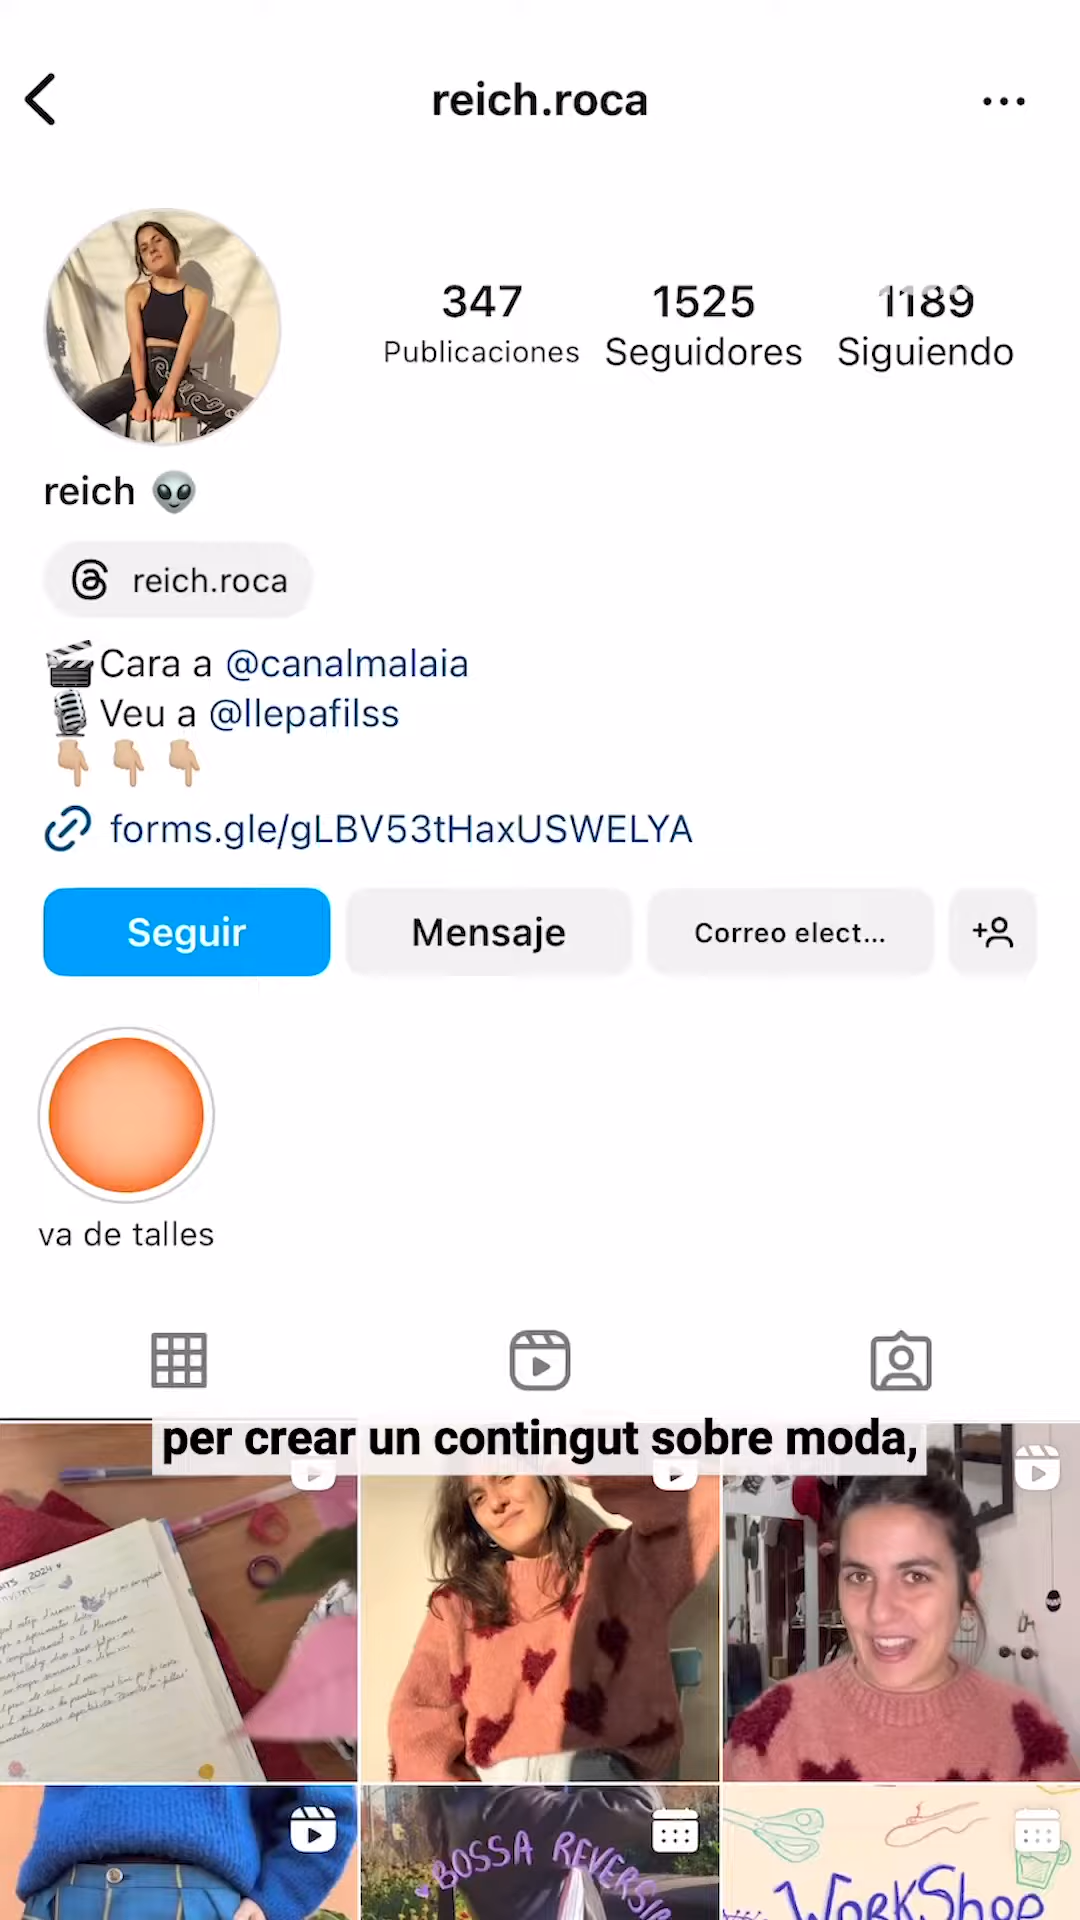 reich.roca
347
1525
1189
Publicaciones
Seguidores
Siguiendo
reich
reich.roca
Cara a @canalmalaia
Veu a @llepafilss
forms.gle/gLBV53tHaxUSWELYA
Seguir
Mensaje
Correo elect...
va de talles
per crear un contingut sobre moda,
2024
BOSSA
WORKSHOP